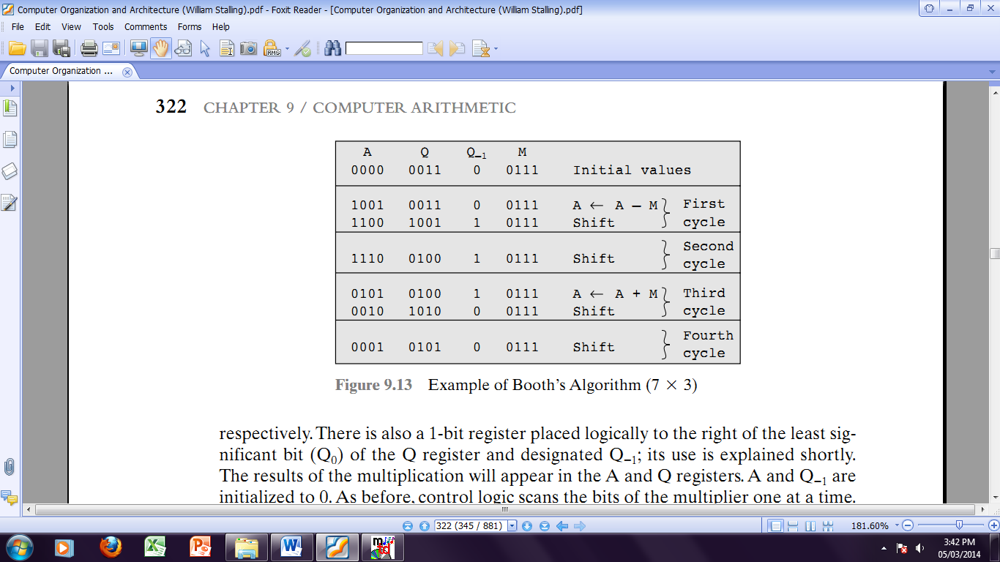 Computer Organization and Architecture (William Stalling).pdf - Foxit Reader - [Computer Organization and Architecture (William Stalling).pdf]
File Edit View Tools Comments Forms Help
RMS
Computer Organization ...
322 CHAPTER 9 / COMPUTER ARITHMETIC
A Q Q₋₁ M
0000 0011 0 0111 Initial values
1001 0011 0 0111 A ← A − M First
1100 1001 1 0111 Shift cycle
Second
1110 0100 1 0111 Shift
cycle
0101 0100 1 0111 A ← A + M Third
0010 1010 0 0111 Shift cycle
Fourth
0001 0101 0 0111 Shift
cycle
Figure 9.13 Example of Booth’s Algorithm (7 × 3)
respectively. There is also a 1-bit register placed logically to the right of the least sig-
nificant bit (Q₀) of the Q register and designated Q₋₁; its use is explained shortly.
The results of the multiplication will appear in the A and Q registers. A and Q₋₁ are
initialized to 0. As before, control logic scans the bits of the multiplier one at a time.
322 (345 / 881) 181.60%
3:42 PM
05/03/2014